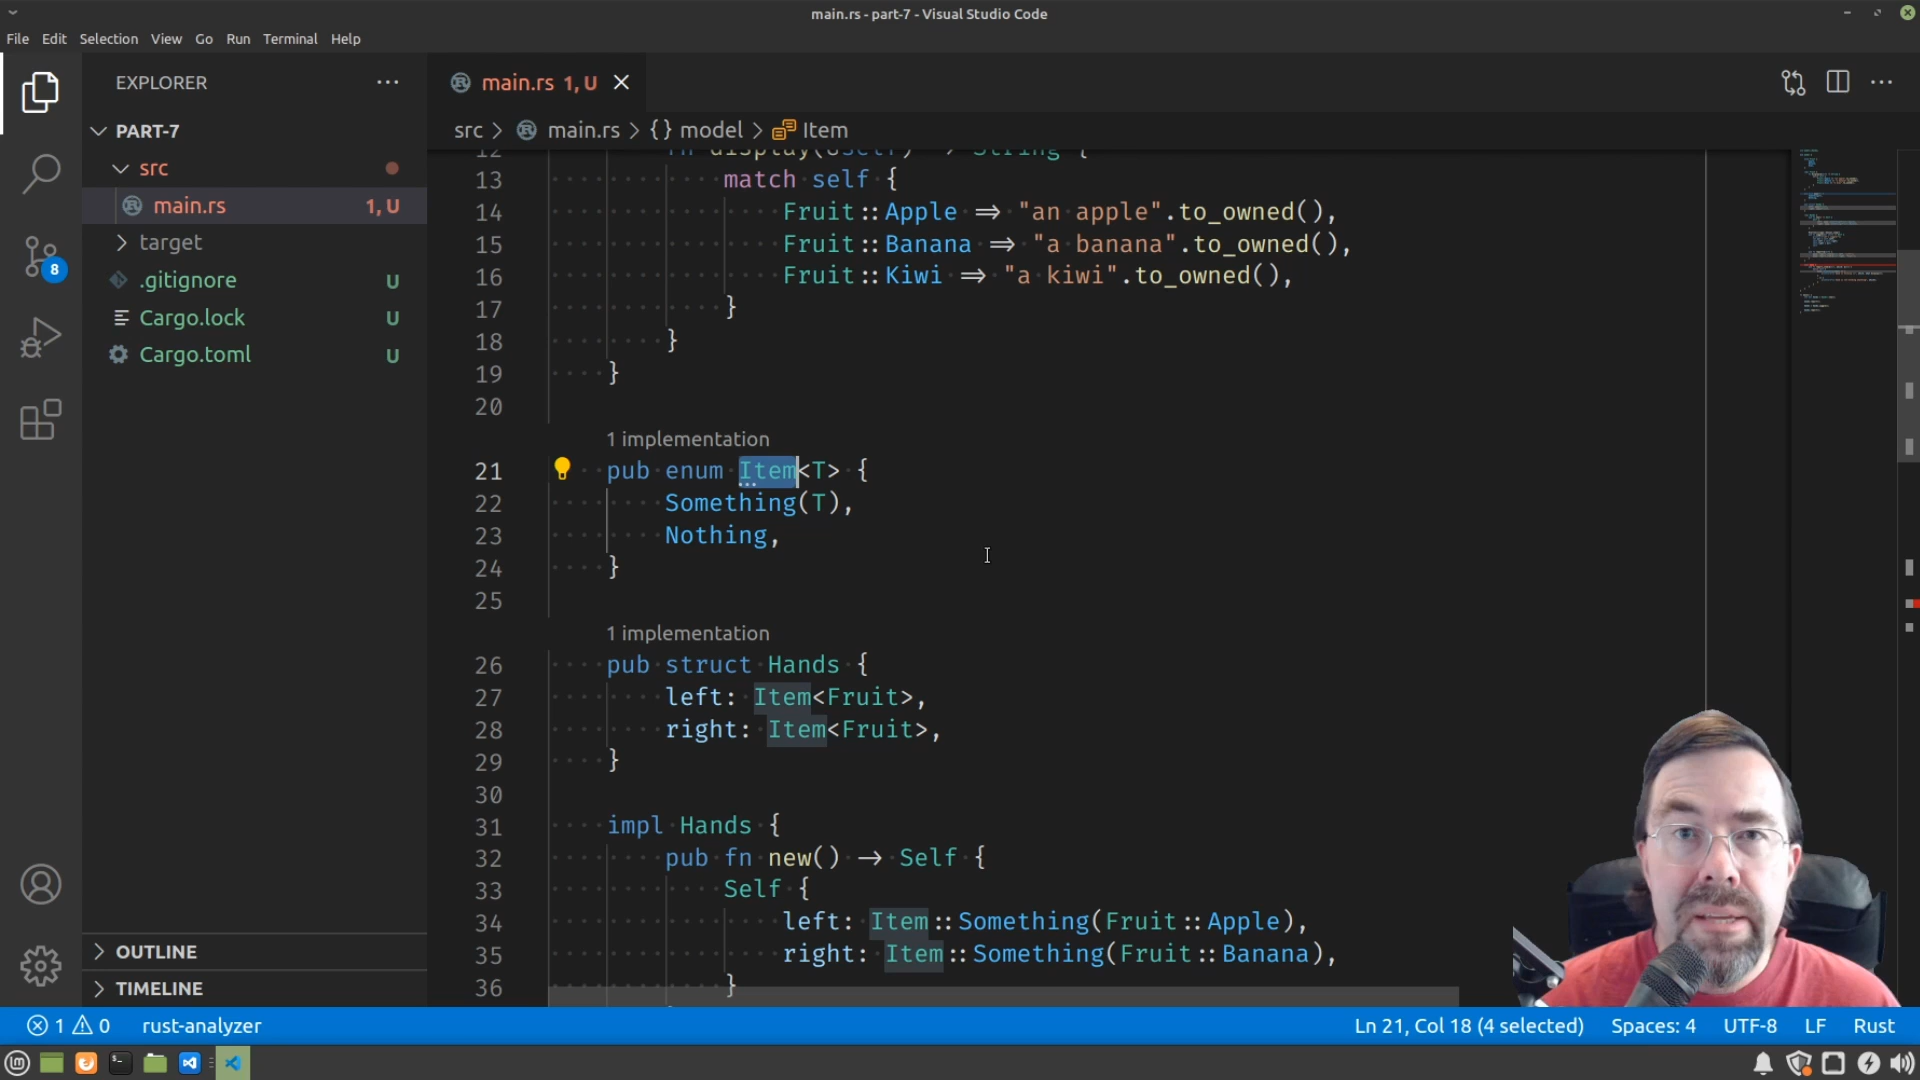 main.rs - part-7 - Visual Studio Code
File Edit Selection View Go Run Terminal Help
EXPLORER
main.rs 1, U
PART-7
src > main.rs > {} model > Item
src
main.rs 1, U
target
.gitignore U
Cargo.lock U
Cargo.toml U
8
12 fn display(&self) -> String {
13 match self {
14 Fruit::Apple => "an apple".to_owned(),
15 Fruit::Banana => "a banana".to_owned(),
16 Fruit::Kiwi => "a kiwi".to_owned(),
17 }
18 }
19 }
20
1 implementation
21 pub enum Item<T> {
22 Something(T),
23 Nothing,
24 }
25
1 implementation
26 pub struct Hands {
27 left: Item<Fruit>,
28 right: Item<Fruit>,
29 }
30
31 impl Hands {
32 pub fn new() -> Self {
33 Self {
34 left: Item::Something(Fruit::Apple),
35 right: Item::Something(Fruit::Banana),
36 }
OUTLINE
TIMELINE
1 0 rust-analyzer
Ln 21, Col 18 (4 selected) Spaces: 4 UTF-8 LF Rust